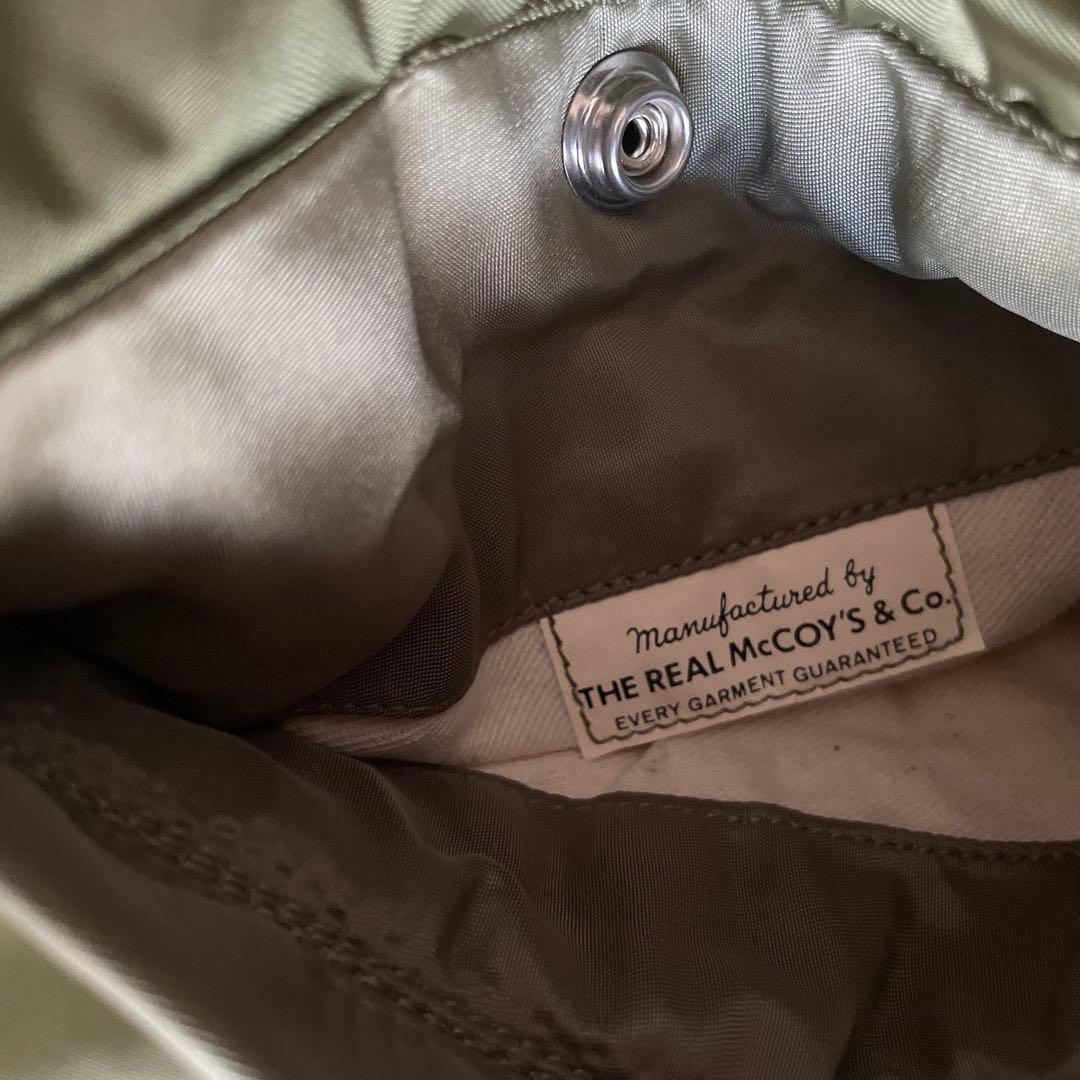 Manufactured by
THE REAL McCOY'S & Co.
EVERY GARMENT GUARANTEED